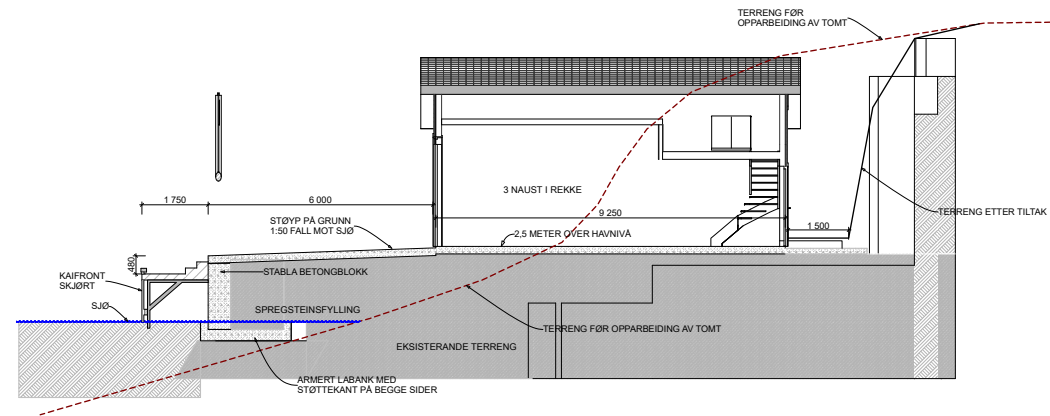 TERRENG FØR
OPPARBEIDING AV TOMT
3 NAUST I REKKE
1 750
6 000
9 250
1 500
STØYP PÅ GRUNN
1:50 FALL MOT SJØ
2,5 METER OVER HAVNIVÅ
TERRENG ETTER TILTAK
480
KAIFRONT
SKJØRT
STABLA BETONGBLOKK
SJØ
SPREGSTEINSFYLLING
TERRENG FØR OPPARBEIDING AV TOMT
EKSISTERANDE TERRENG
ARMERT LABANK MED
STØTTEKANT PÅ BEGGE SIDER